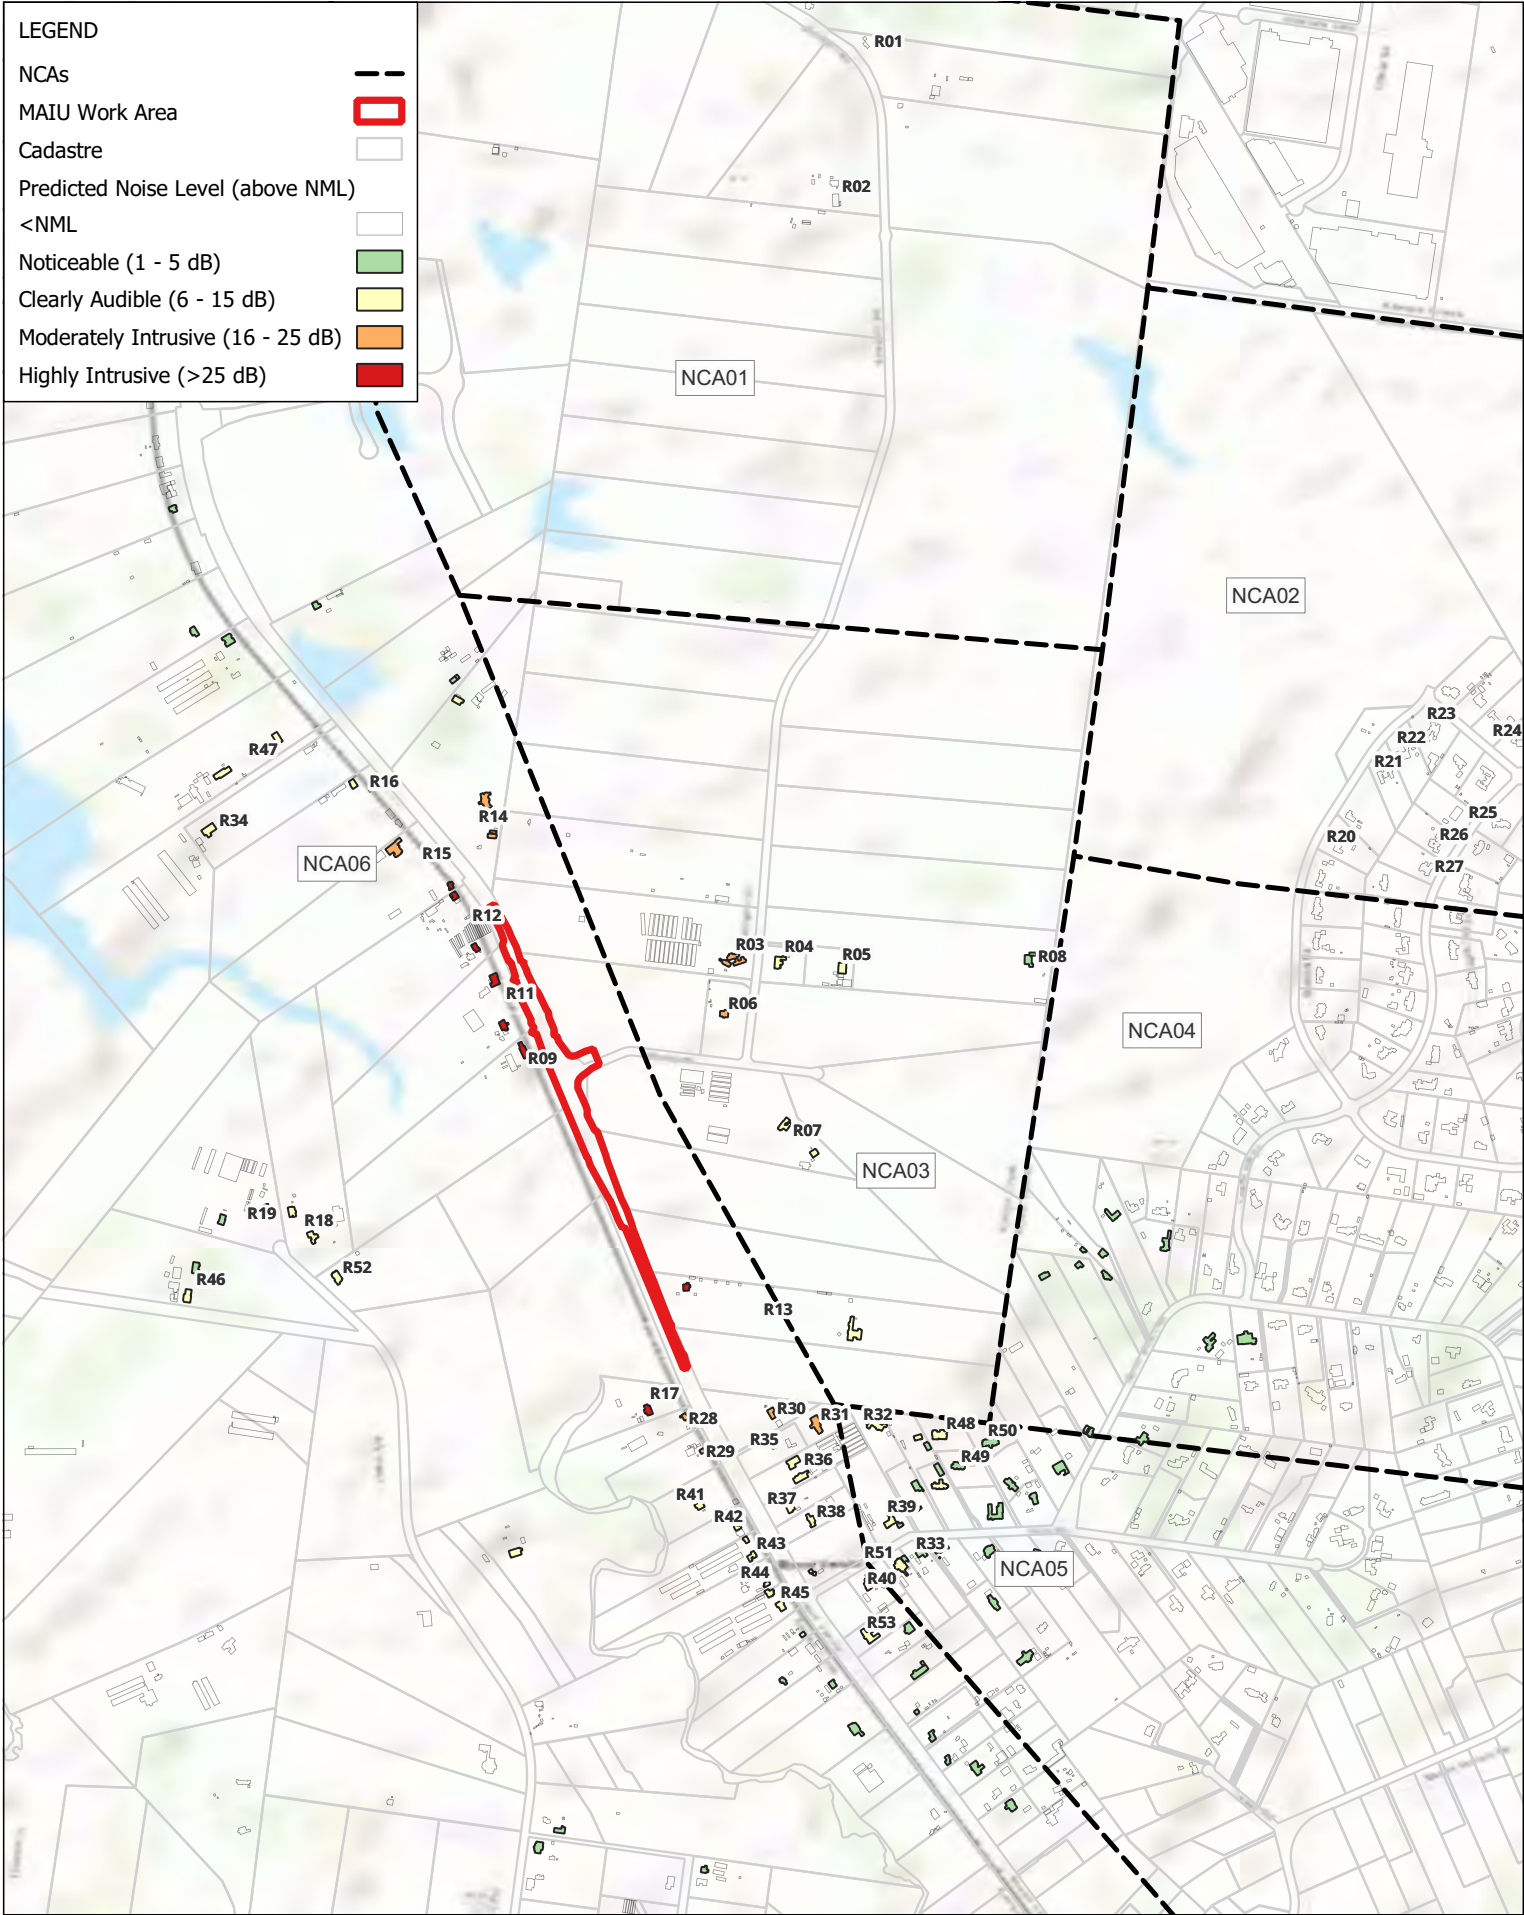 LEGEND
NCAs
MAIU Work Area
Cadastre
Predicted Noise Level (above NML)
<NML
Noticeable (1 - 5 dB)
Clearly Audible (6 - 15 dB)
Moderately Intrusive (16 - 25 dB)
Highly Intrusive (>25 dB)
R01
R02
NCA01
NCA02
R23
R24
R22
R47
R21
R16
R14
R25
R34
R26
R20
R15
NCA06
R27
R12
R03
R04
R05
R08
R11
R06
NCA04
R09
R07
NCA03
R19
R18
R52
R46
R13
R17
R30
R31
R32
R28
R48
R50
R35
R29
R49
R36
R41
R37
R39
R38
R42
R43
R33
R51
NCA05
R44
R40
R45
R53